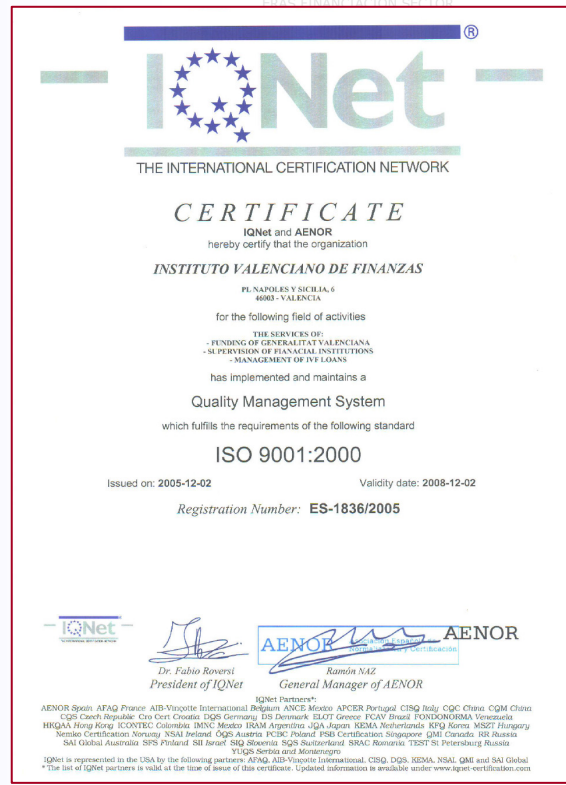 ERAS FINANCIACION SECTOR
IQNet®
THE INTERNATIONAL CERTIFICATION NETWORK
CERTIFICATE
IQNet and AENOR
hereby certify that the organization
INSTITUTO VALENCIANO DE FINANZAS
PL NAPOLES Y SICILIA, 6
46003 - VALENCIA
for the following field of activities
THE SERVICES OF:
- FUNDING OF GENERALITAT VALENCIANA
- SUPERVISION OF FIANACIAL INSTITUTIONS
- MANAGEMENT OF IVF LOANS
has implemented and maintains a
Quality Management System
which fulfills the requirements of the following standard
ISO 9001:2000
Issued on: 2005-12-02 Validity date: 2008-12-02
Registration Number: ES-1836/2005
IQNet
AENOR Asociación Española de AENOR
Normalización y Certificación
Dr. Fabio Roversi Ramón NAZ
President of IQNet General Manager of AENOR
IQNet Partners*:
AENOR Spain AFAQ France AIB-Vinçotte International Belgium ANCE Mexico APCER Portugal CISQ Italy CQC China CQM China
CQS Czech Republic Cro Cert Croatia DQS Germany DS Denmark ELOT Greece FCAV Brazil FONDONORMA Venezuela
HKQAA Hong Kong ICONTEC Colombia IMNC Mexico IRAM Argentina JQA Japan KEMA Netherlands KFQ Korea MSZT Hungary
Nemko Certification Norway NSAI Ireland ÖQS Austria PCBC Poland PSB Certification Singapore QMI Canada RR Russia
SAI Global Australia SFS Finland SII Israel SIQ Slovenia SQS Switzerland SRAC Romania TEST St Petersburg Russia
YUQS Serbia and Montenegro
IQNet is represented in the USA by the following partners: AFAQ, AIB-Vinçotte International, CISQ, DQS, KEMA, NSAI, QMI and SAI Global
* The list of IQNet partners is valid at the time of issue of this certificate. Updated information is available under www.iqnet-certification.com